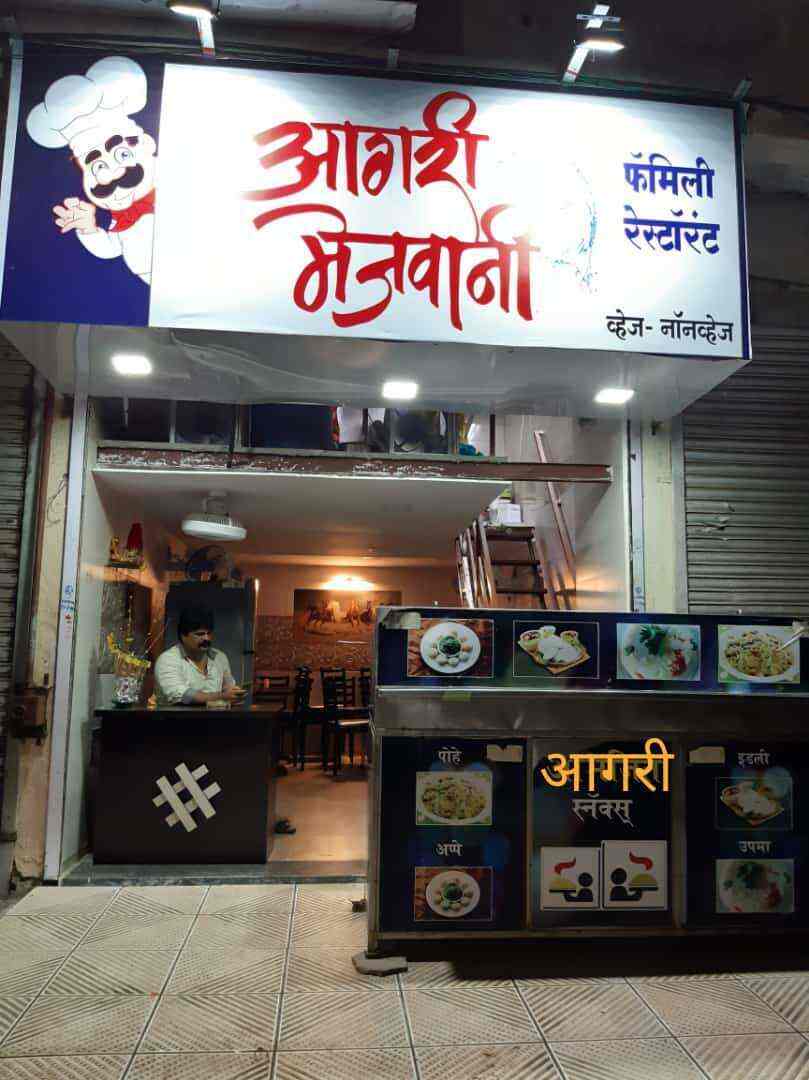 आगरी
मेजवानी
फॅमिली
रेस्टॉरंट
व्हेज- नॉनव्हेज
पोहे
अप्पे
आगरी
स्नॅक्स्
इडली
उपमा